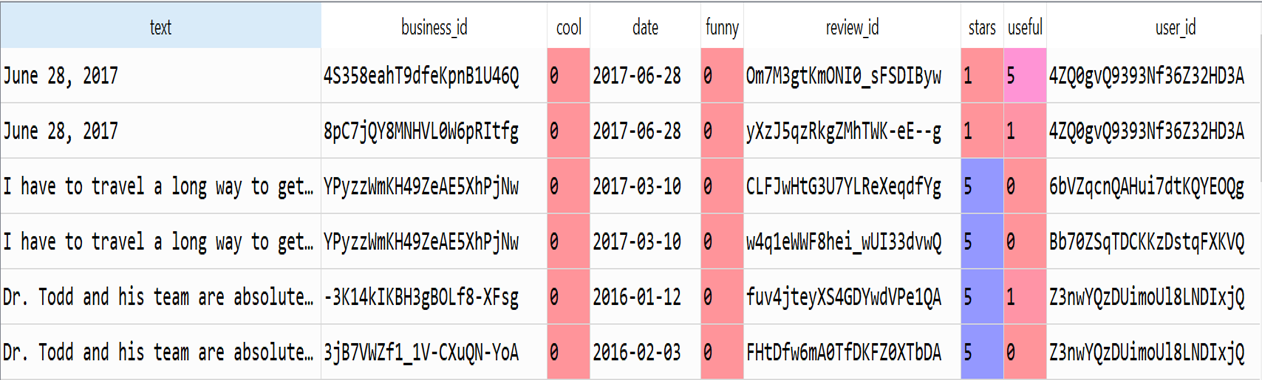 text business_id cool date funny review_id stars useful user_id
June 28, 2017 4S358eahT9dfeKpnB1U46Q 0 2017-06-28 0 Om7M3gtKmONI0_sFSDIByw 1 5 4ZQ0gvQ9393Nf36Z32HD3A
June 28, 2017 8pC7jQY8MNHVL0W6pRItfg 0 2017-06-28 0 yXzJ5qzRkgZMhTWK-eE--g 1 1 4ZQ0gvQ9393Nf36Z32HD3A
I have to travel a long way to get… YPyzzWmKH49ZeAE5XhPjNw 0 2017-03-10 0 CLFJwHtG3U7YLReXeqdfYg 5 0 6bVZqcnQAHui7dtKQYEOQg
I have to travel a long way to get… YPyzzWmKH49ZeAE5XhPjNw 0 2017-03-10 0 w4q1eWWF8hei_wUI33dvwQ 5 0 Bb70ZSqTDCKKzDstqFXKVQ
Dr. Todd and his team are absolute… -3K14kIKBH3gBOLf8-XFsg 0 2016-01-12 0 fuv4jteyXS4GDYwdVPe1QA 5 1 Z3nwYQzDUimoUl8LNDIxjQ
Dr. Todd and his team are absolute… 3jB7VWZf1_1V-CXuQN-YoA 0 2016-02-03 0 FHtDfw6mA0TfDKFZ0XTbDA 5 0 Z3nwYQzDUimoUl8LNDIxjQ